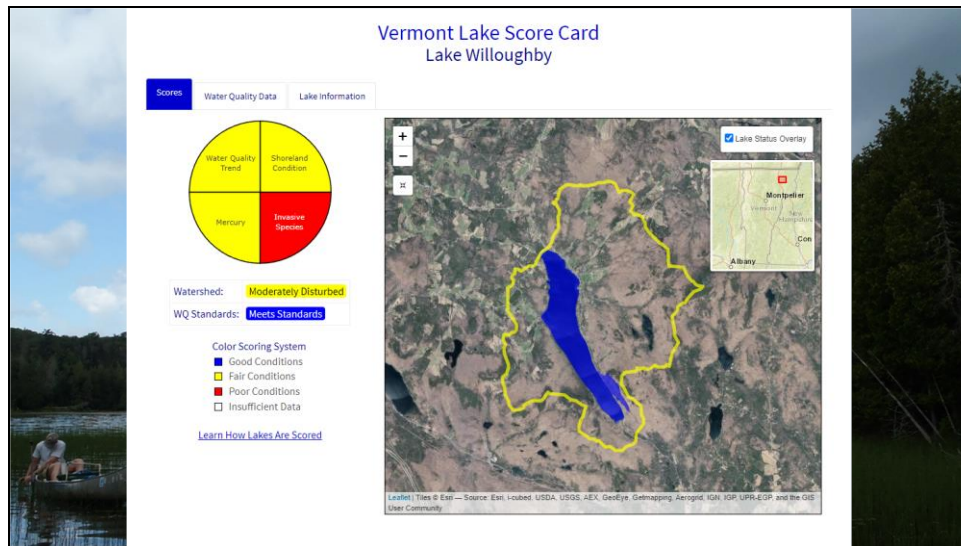 Vermont Lake Score Card
Lake Willoughby
Scores
Water Quality Data
Lake Information
Water Quality
Trend
Shoreland
Condition
Mercury
Invasive
Species
Watershed: Moderately Disturbed
WQ Standards: Meets Standards
Color Scoring System
Good Conditions
Fair Conditions
Poor Conditions
Insufficient Data
Learn How Lakes Are Scored
+
−
Lake Status Overlay
Montpelier
Vermont
New
Hampshire
Con
Albany
Leaflet | Tiles © Esri — Source: Esri, i-cubed, USDA, USGS, AEX, GeoEye, Getmapping, Aerogrid, IGN, IGP, UPR-EGP, and the GIS
User Community